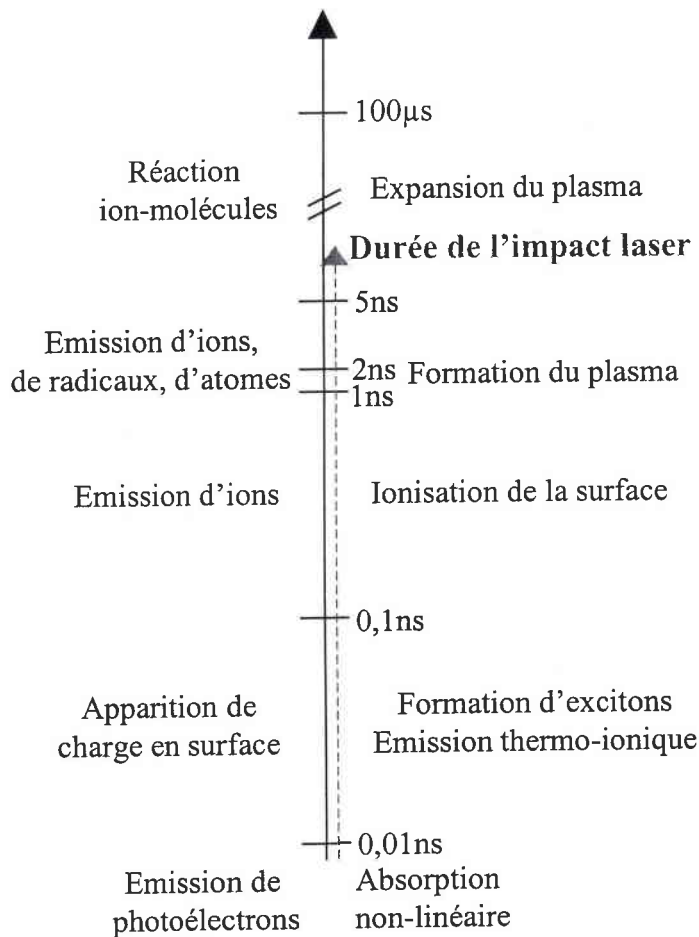 100µs
Réaction
ion-molécules
Expansion du plasma
Durée de l'impact laser
5ns
Emission d'ions,
de radicaux, d'atomes
2ns
Formation du plasma
1ns
Emission d'ions
Ionisation de la surface
0,1ns
Apparition de
charge en surface
Formation d'excitons
Emission thermo-ionique
0,01ns
Emission de
photoélectrons
Absorption
non-linéaire